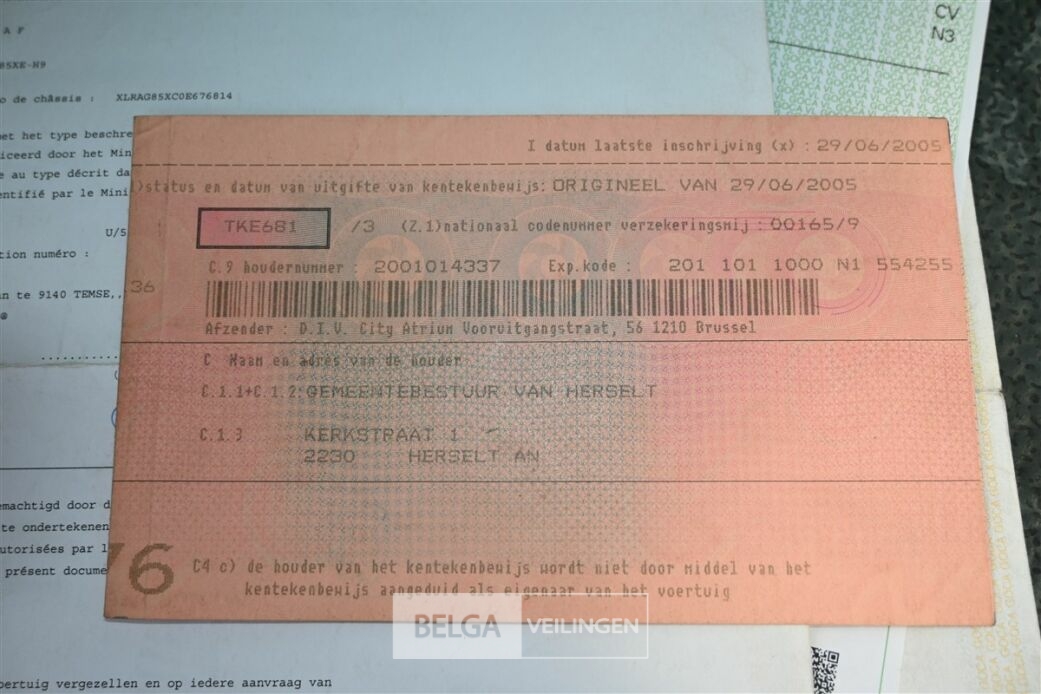 A F
85XE-H9
o de châssis : XLRAG85XC0E676814
et het type beschre
iceerd door het Min
e au type décrit da
entifié par le Mini
U/5
tion numéro :
an te 9140 TEMSE,,
CV
N3
I datum laatste inschrijving (x) : 29/06/2005
)status en datum van uitgifte van kentekenbewijs: ORIGINEEL VAN 29/06/2005
TKE681 /3 (Z.1)nationaal codenummer verzekeringsmij : 00165/9
C.9 houdernummer : 2001014337 Exp.kode : 201 101 1000 N1 554255
36
Afzender : D.I.V. City Atrium Vooruitgangstraat, 56 1210 Brussel
C Naam en adres van de houder
C.1.1+C.1.2:GEMEENTEBESTUUR VAN HERSELT
C.1.3 KERKSTRAAT 1
2230 HERSELT AN
76
C4 c) de houder van het kentekenbewijs wordt niet door middel van het
kentekenbewijs aangeduid als eigenaar van het voertuig
emachtigd door d
te ondertekenen
utorisées par l
présent docume
BELGA VEILINGEN
pertuig vergezellen en op iedere aanvraag van